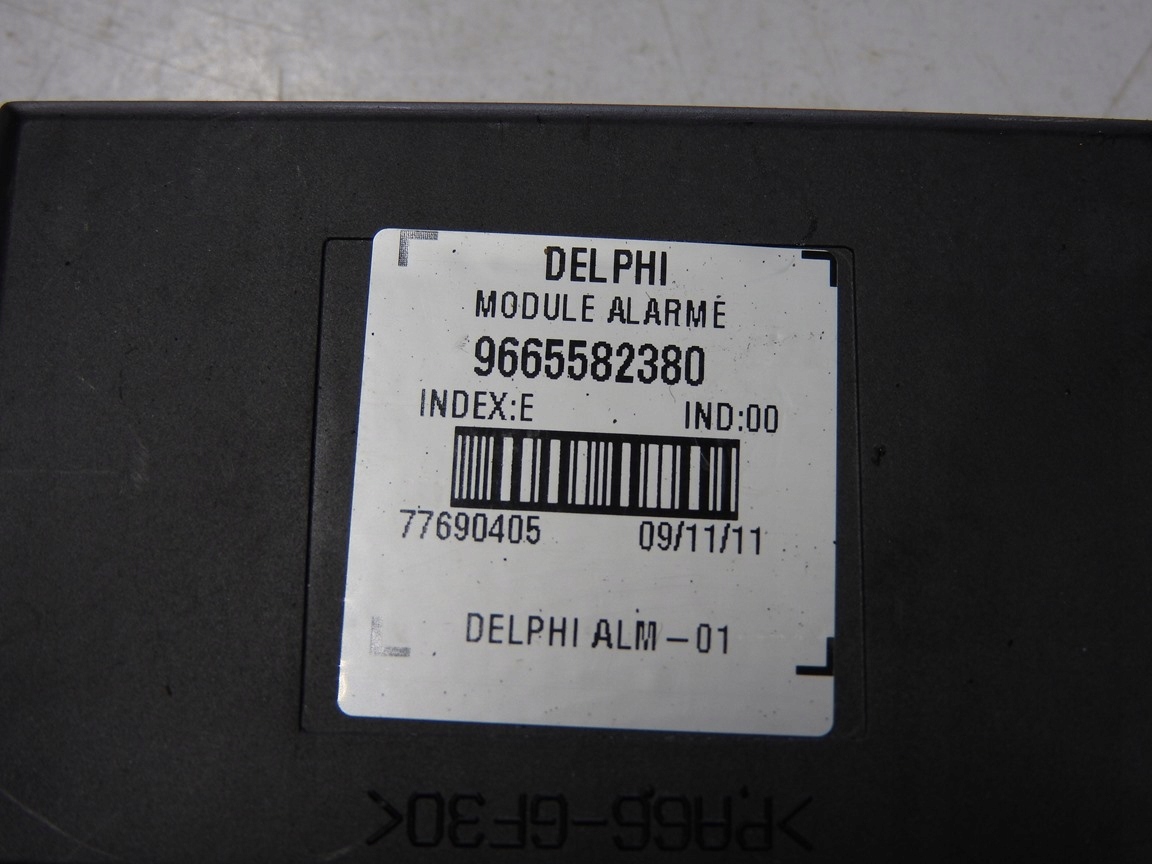 DELPHI
MODULE ALARME
9665582380
INDEX:E IND:00
77690405 09/11/11
DELPHI ALM-01
>PA66-GF30<